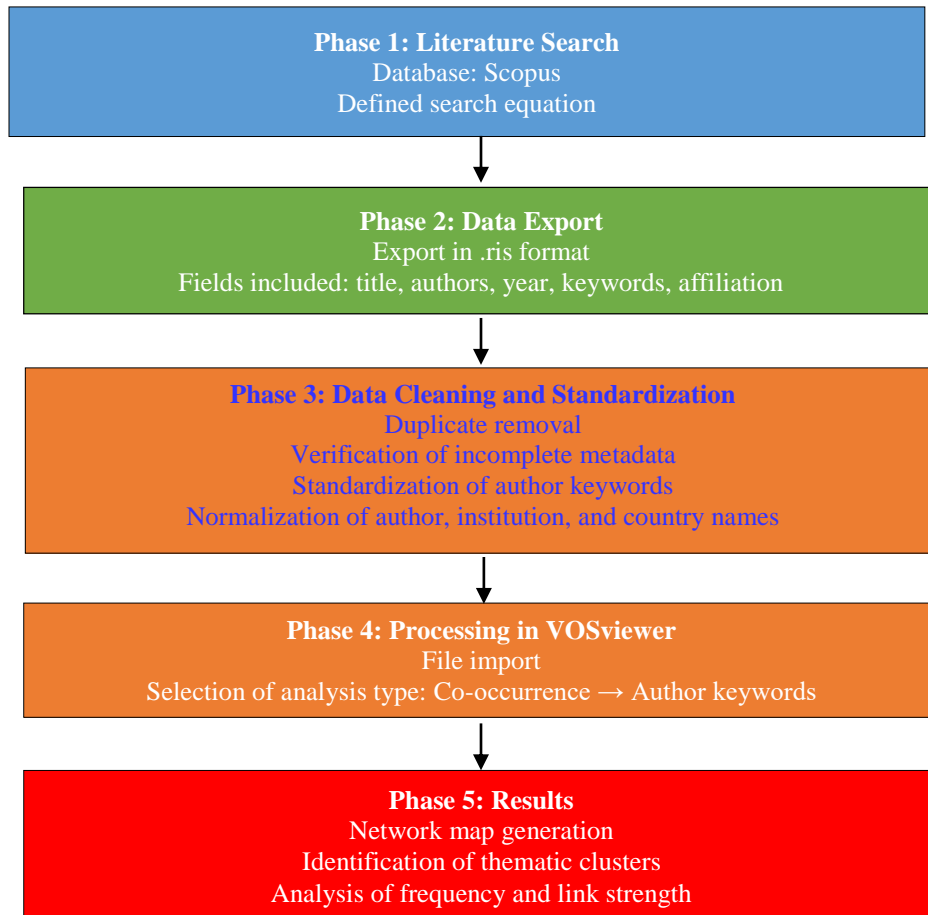 Phase 1: Literature Search
Database: Scopus
Defined search equation
Phase 2: Data Export
Export in .ris format
Fields included: title, authors, year, keywords, affiliation
Phase 3: Data Cleaning and Standardization
Duplicate removal
Verification of incomplete metadata
Standardization of author keywords
Normalization of author, institution, and country names
Phase 4: Processing in VOSviewer
File import
Selection of analysis type: Co-occurrence → Author keywords
Phase 5: Results
Network map generation
Identification of thematic clusters
Analysis of frequency and link strength